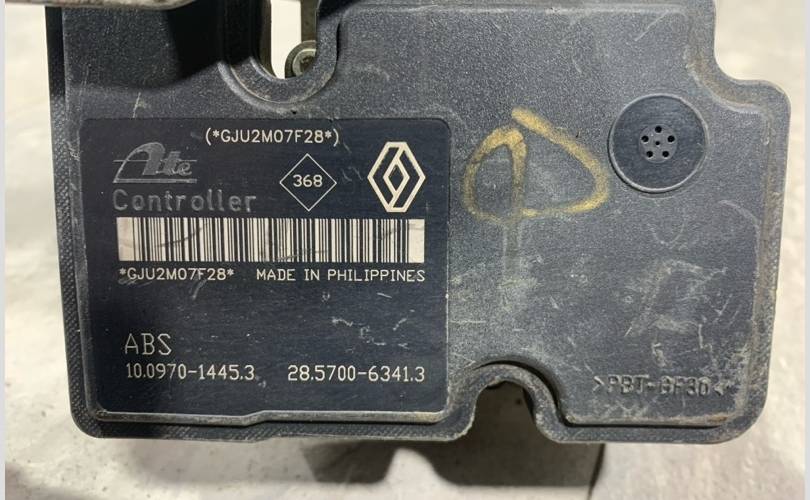 (*GJU2M07F28*)
Ate
368
Controller
*GJU2M07F28* MADE IN PHILIPPINES
ABS
10.0970-1445.3 28.5700-6341.3
>PBT-GF30<